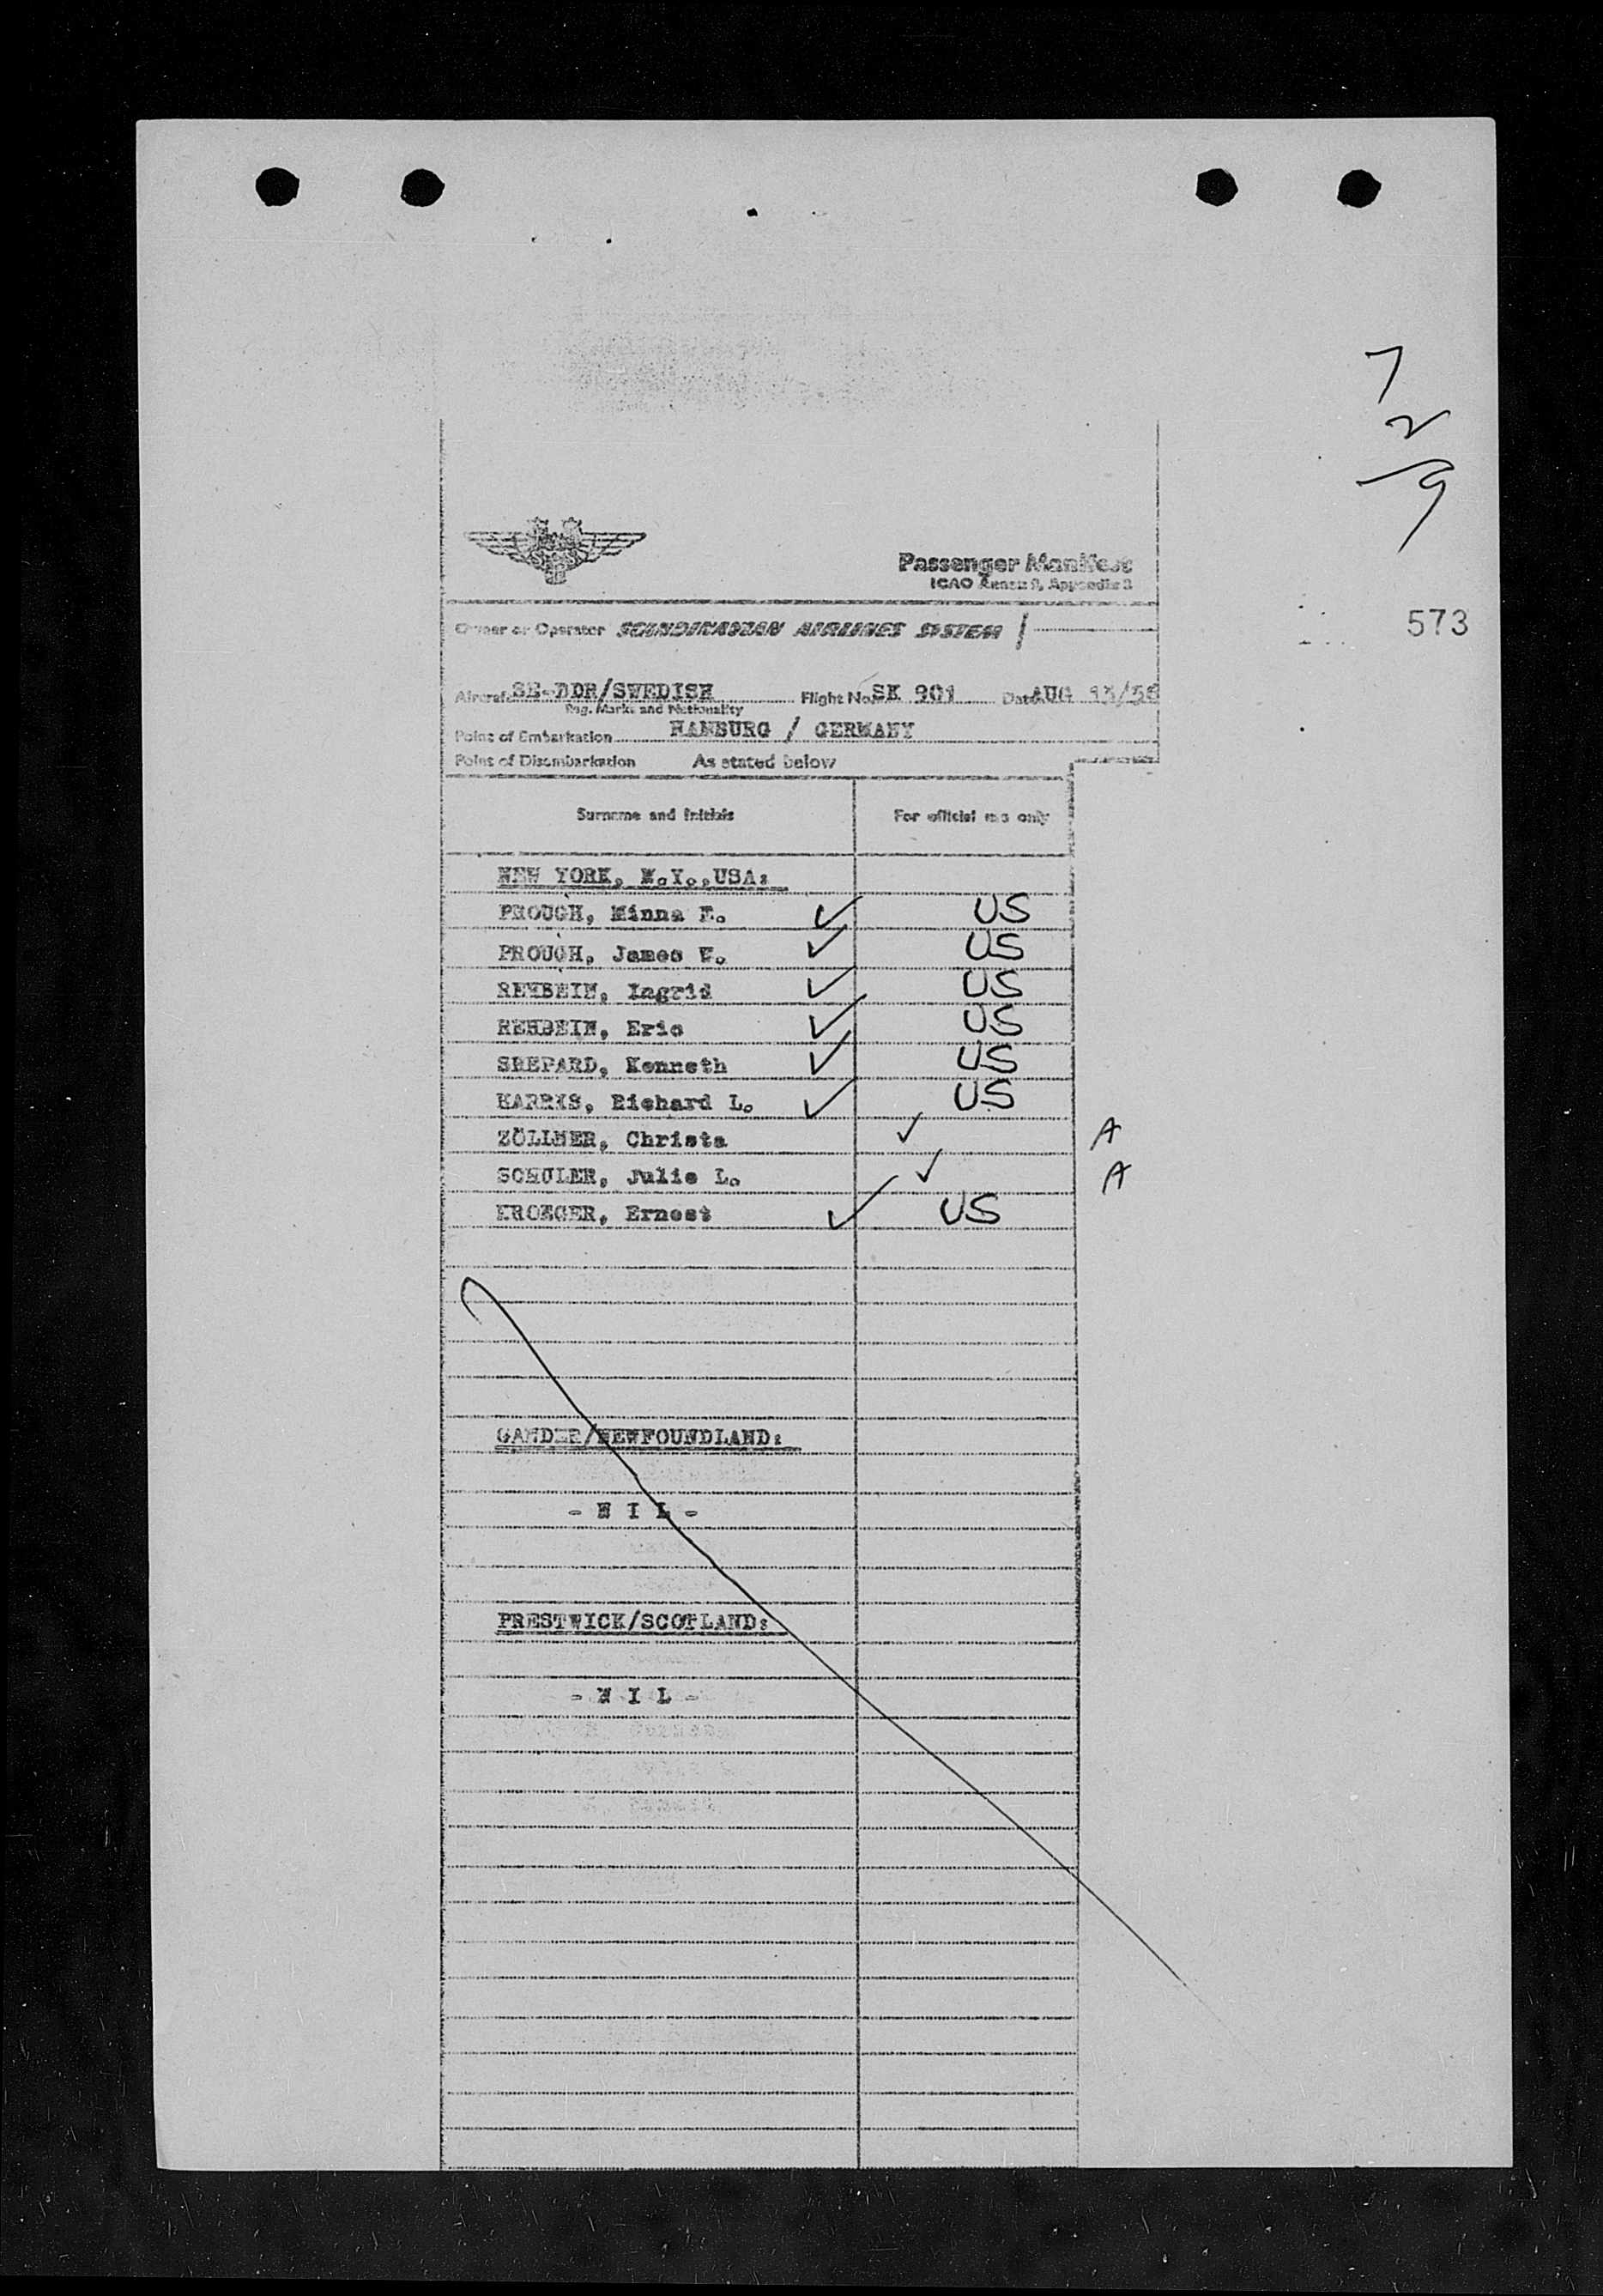 7
2
9
Passenger Manifest
ICAO Annex 9, Appendix 3
573
Owner or Operator SCANDINAVIAN AIRLINES SYSTEM
Aircraft SE-BDR/SWEDISH Flight No. SK 901 Date AUG
Reg. Marks and Nationality
Point of Embarkation HAMBURG / GERMANY
Point of Disembarkation As stated below
Surname and Initials For official use only
NEW YORK, N.Y.,USA:
PROUGH, Minna E. ✓ US
PROUGH, James W. ✓ US
REHBEIN, Ingrid ✓ US
REHBEIN, Eric ✓ US
SHEPARD, Kenneth ✓ US
HARRIS, Richard L. ✓ US
ZÖLLNER, Christa ✓ A
SCHULER, Julie L. ✓ A
KROEGER, Ernest ✓ US
GANDER/NEWFOUNDLAND:
- N I L -
PRESTWICK/SCOTLAND:
- N I L -